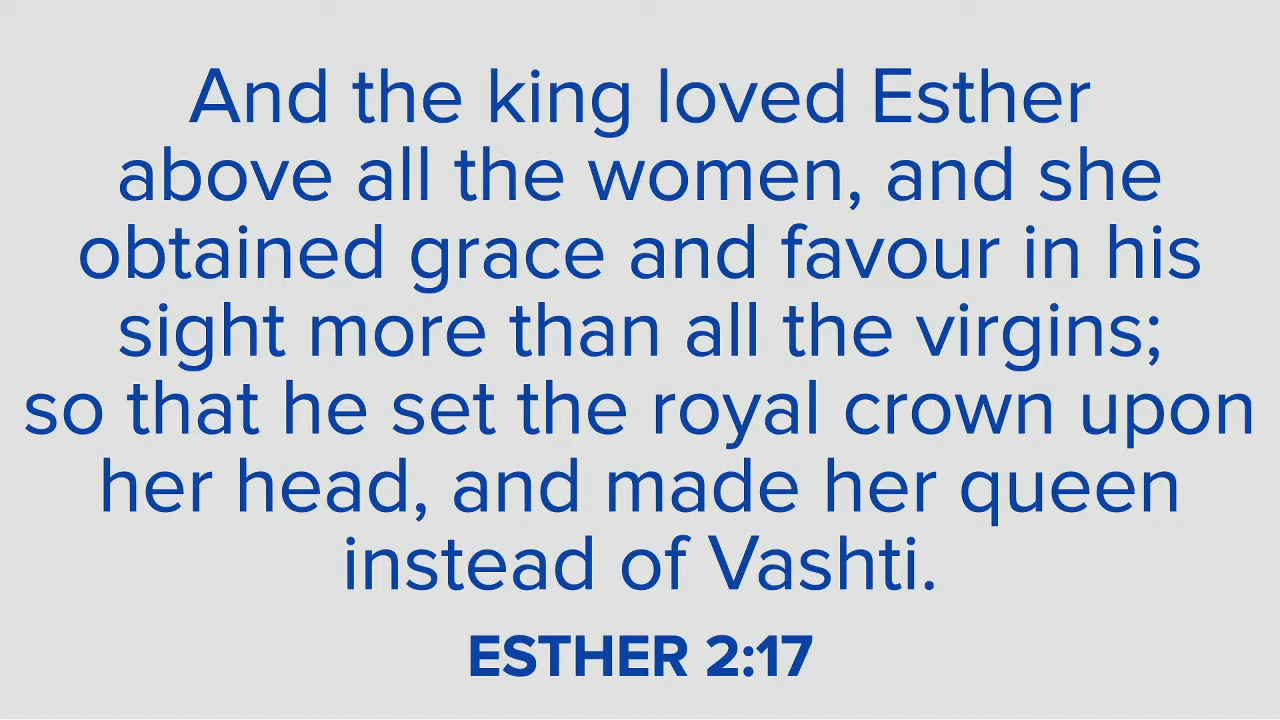 And the king loved Esther
above all the women, and she
obtained grace and favour in his
sight more than all the virgins;
so that he set the royal crown upon
her head, and made her queen
instead of Vashti.
ESTHER 2:17